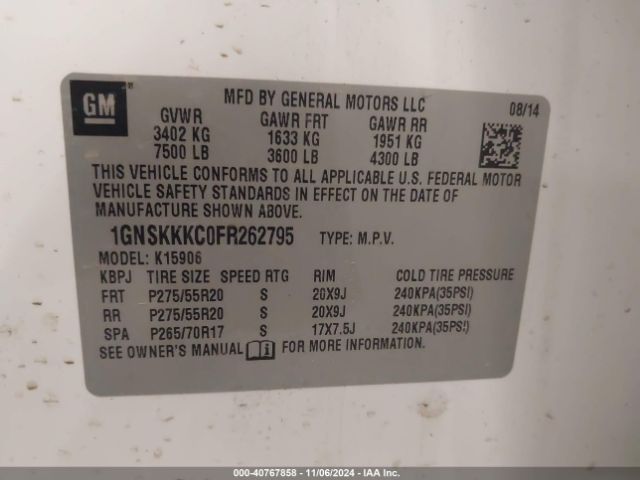 GM
MFD BY GENERAL MOTORS LLC 08/14
GVWR GAWR FRT GAWR RR
3402 KG 1633 KG 1951 KG
7500 LB 3600 LB 4300 LB
THIS VEHICLE CONFORMS TO ALL APPLICABLE U.S. FEDERAL MOTOR
VEHICLE SAFETY STANDARDS IN EFFECT ON THE DATE OF
MANUFACTURE SHOWN ABOVE.
1GNSKKKC0FR262795 TYPE: M.P.V.
MODEL: K15906
KBPJ TIRE SIZE SPEED RTG RIM COLD TIRE PRESSURE
FRT P275/55R20 S 20X9J 240KPA(35PSI)
RR P275/55R20 S 20X9J 240KPA(35PSI)
SPA P265/70R17 S 17X7.5J 240KPA(35PSI)
SEE OWNER'S MANUAL i FOR MORE INFORMATION.
000-40767858 - 11/06/2024 - IAA Inc.